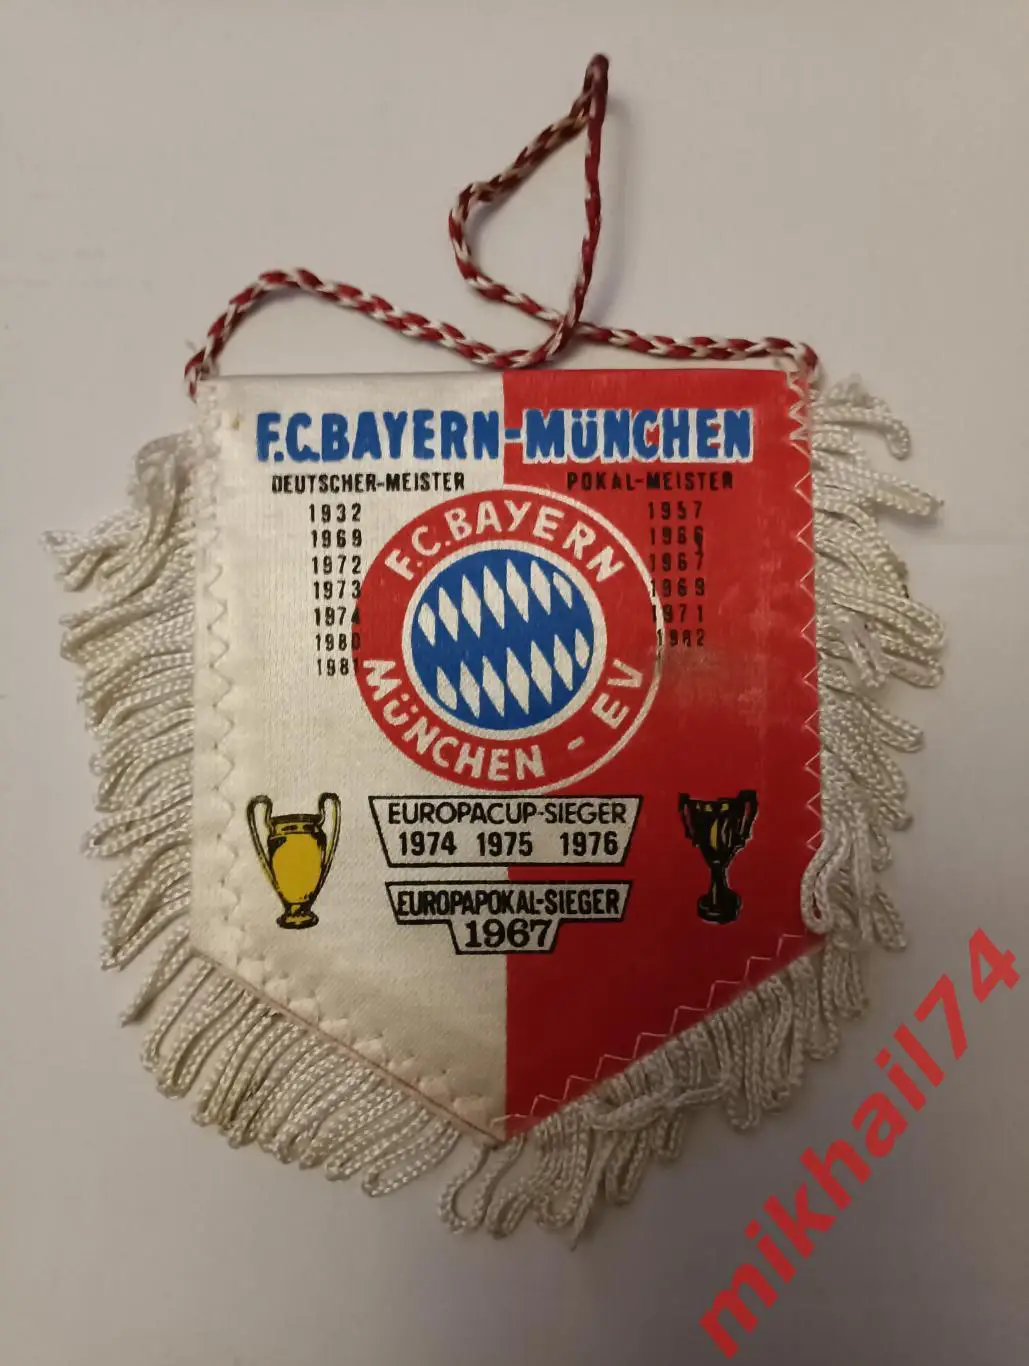 F.C.BAYERN-MÜNCHEN
DEUTSCHER-MEISTER
1932
1969
1972
1973
1974
1980
1981
POKAL-MEISTER
1957
1966
1967
1969
1971
1982
F.C.BAYERN
MÜNCHEN - EV
EUROPACUP-SIEGER
1974 1975 1976
EUROPAPOKAL-SIEGER
1967
mikhail74